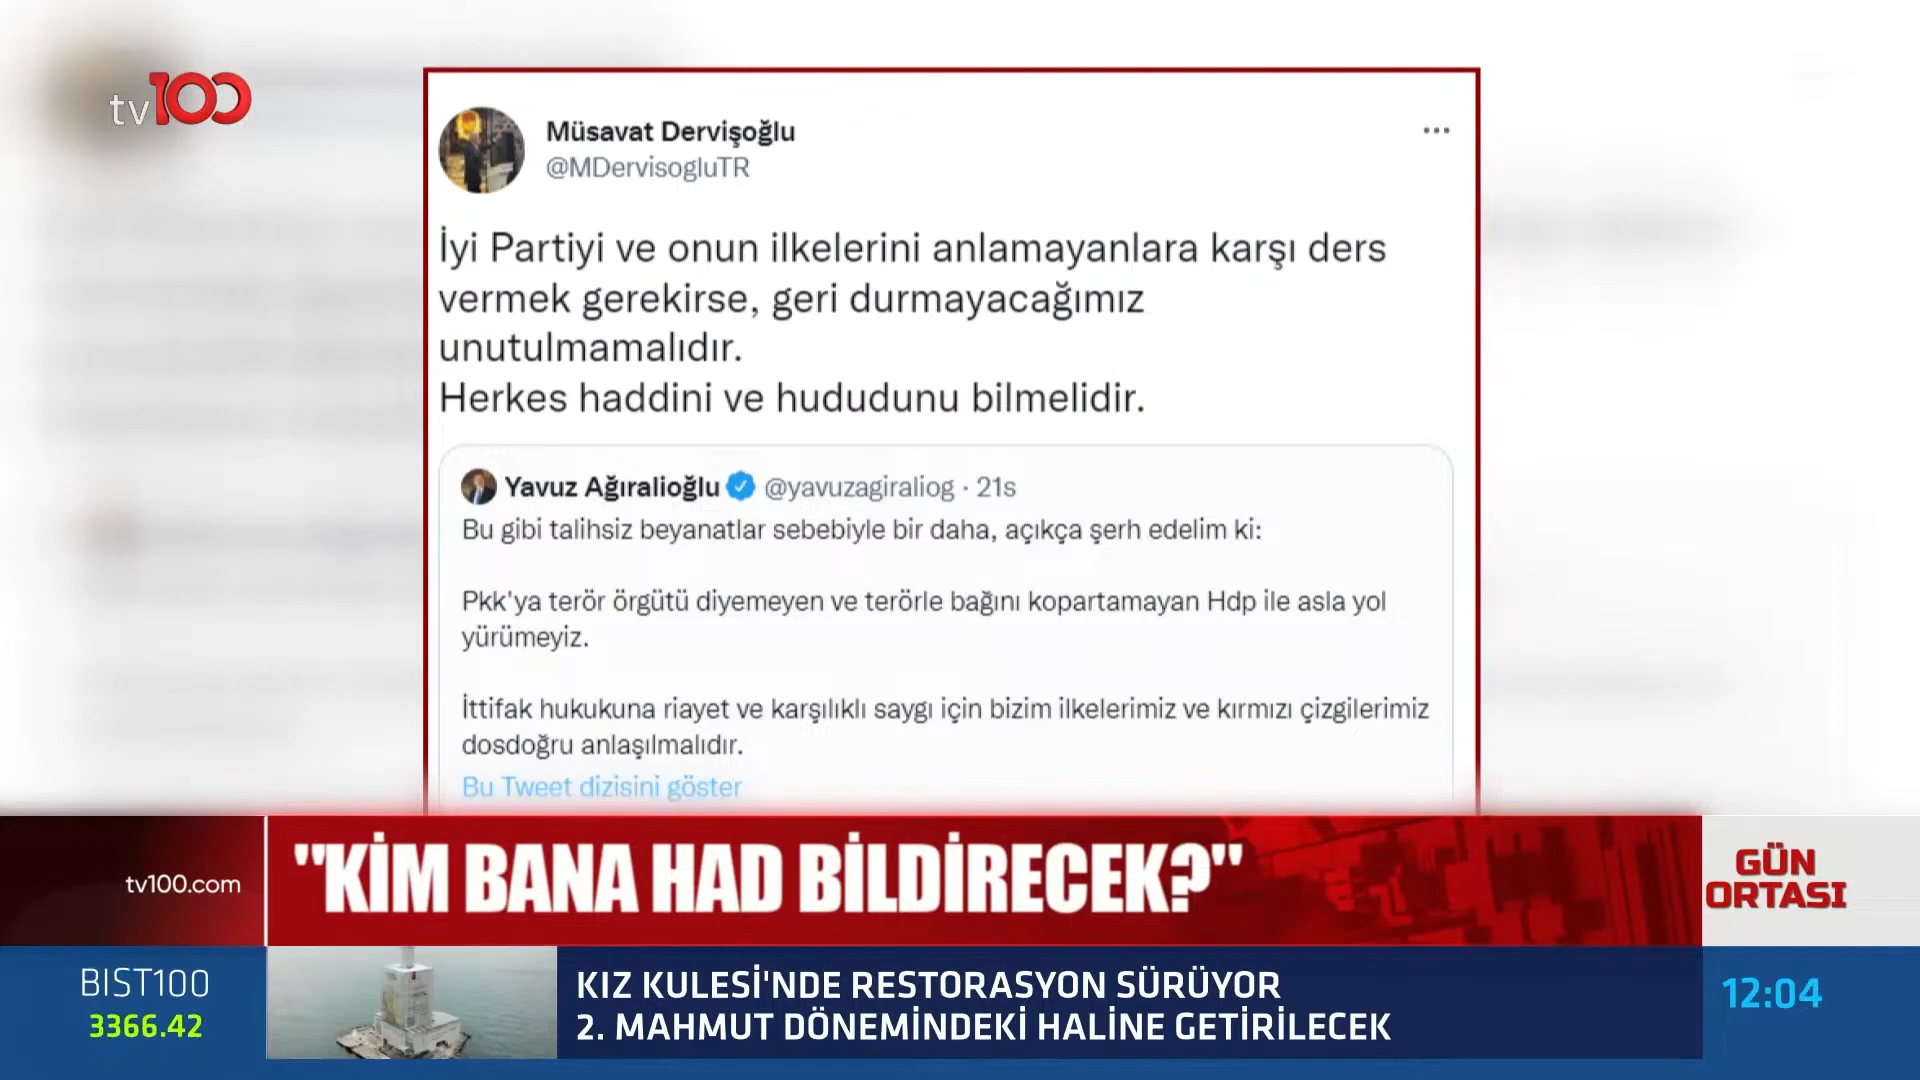 tv100
Müsavat Dervişoğlu
@MDervisogluTR
İyi Partiyi ve onun ilkelerini anlamayanlara karşı ders
vermek gerekirse, geri durmayacağımız
unutulmamalıdır.
Herkes haddini ve hududunu bilmelidir.
Yavuz Ağıralioğlu @yavuzagiraliog · 21s
Bu gibi talihsiz beyanatlar sebebiyle bir daha, açıkça şerh edelim ki:
Pkk'ya terör örgütü diyemeyen ve terörle bağını kopartamayan Hdp ile asla yol
yürümeyiz.
İttifak hukukuna riayet ve karşılıklı saygı için bizim ilkelerimiz ve kırmızı çizgilerimiz
dosdoğru anlaşılmalıdır.
Bu Tweet dizisini göster
tv100.com
"KİM BANA HAD BİLDİRECEK?"
GÜN
ORTASI
BIST100
3366.42
KIZ KULESİ'NDE RESTORASYON SÜRÜYOR
2. MAHMUT DÖNEMİNDEKİ HALİNE GETİRİLECEK
12:04